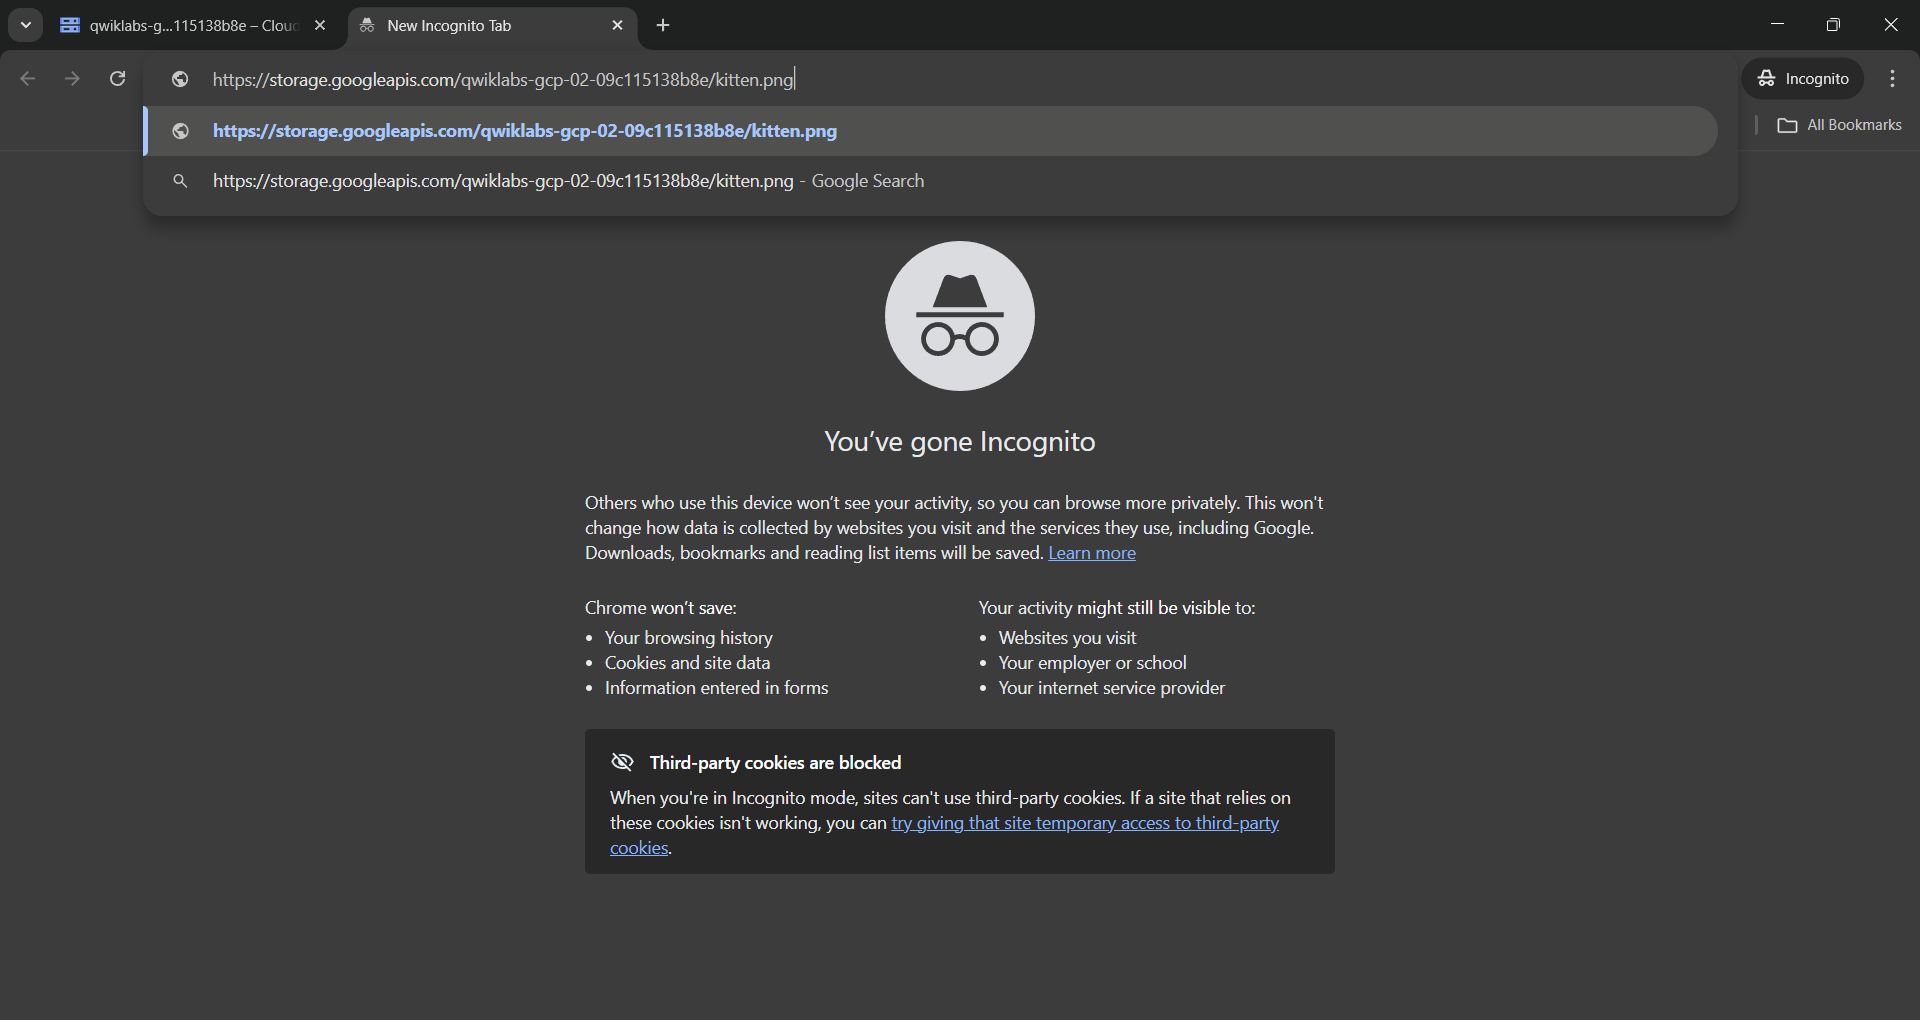 qwiklabs-g...115138b8e – Clou
New Incognito Tab
https://storage.googleapis.com/qwiklabs-gcp-02-09c115138b8e/kitten.png
Incognito
https://storage.googleapis.com/qwiklabs-gcp-02-09c115138b8e/kitten.png
All Bookmarks
https://storage.googleapis.com/qwiklabs-gcp-02-09c115138b8e/kitten.png - Google Search
You've gone Incognito
Others who use this device won't see your activity, so you can browse more privately. This won't
change how data is collected by websites you visit and the services they use, including Google.
Downloads, bookmarks and reading list items will be saved. Learn more
Chrome won't save:
• Your browsing history
• Cookies and site data
• Information entered in forms
Your activity might still be visible to:
• Websites you visit
• Your employer or school
• Your internet service provider
Third-party cookies are blocked
When you're in Incognito mode, sites can't use third-party cookies. If a site that relies on
these cookies isn't working, you can try giving that site temporary access to third-party
cookies.